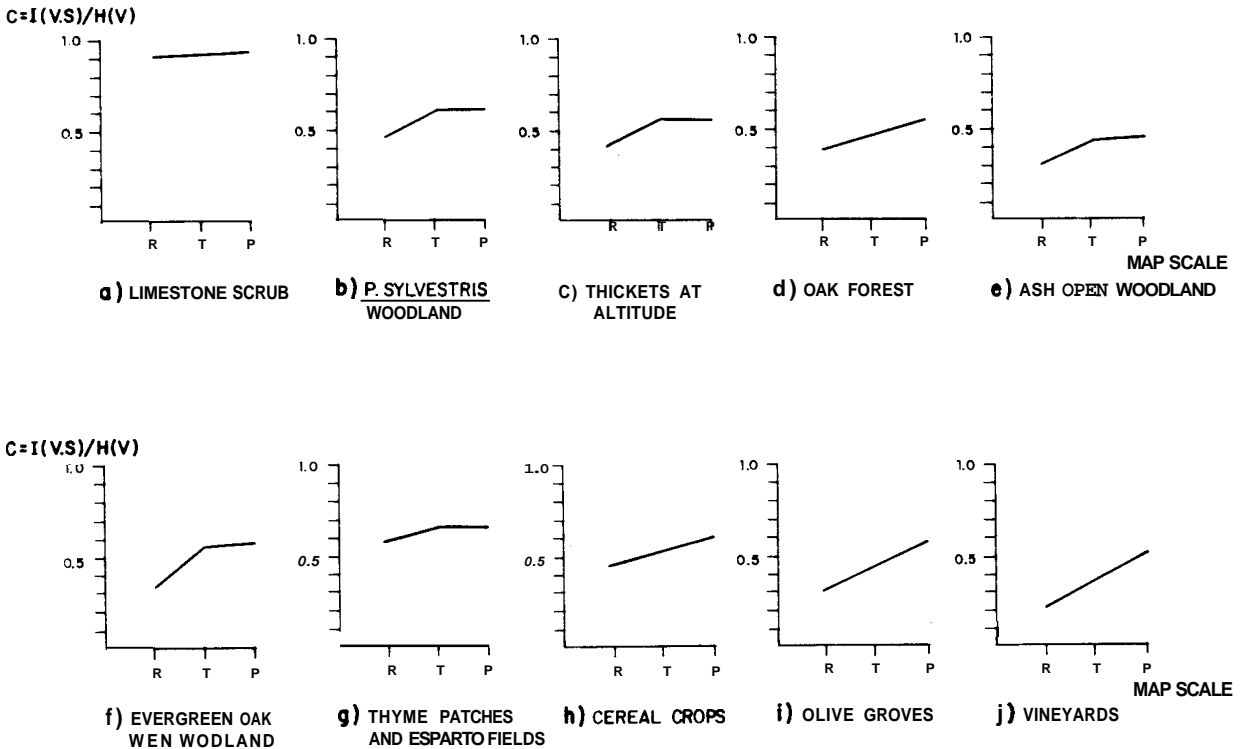 C=I(V.S)/H(V)
1.0 1.0 1.0 1.0 1.0
0.5 0.5 0.5 0.5 0.5
R T P R T P R T P R T P R T P
MAP SCALE
a) LIMESTONE SCRUB
b) P. SYLVESTRIS
WOODLAND
C) THICKETS AT
ALTITUDE
d) OAK FOREST
e) ASH OPEN WOODLAND
C=I(V.S)/H(V)
1.0 1.0 1.0 1.0 1.0
0.5 0.5 0.5 0.5 0.5
R T P R T P R T P R T P R T P
MAP SCALE
f) EVERGREEN OAK
WEN WODLAND
g) THYME PATCHES
AND ESPARTO FIELDS
h) CEREAL CROPS
i) OLIVE GROVES
j) VINEYARDS